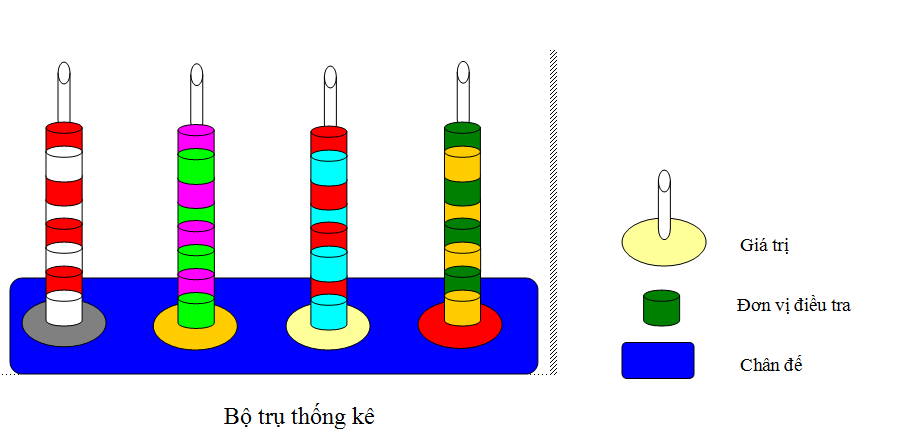 Giá trị
Đơn vị điều tra
Chân đế
Bộ trụ thống kê